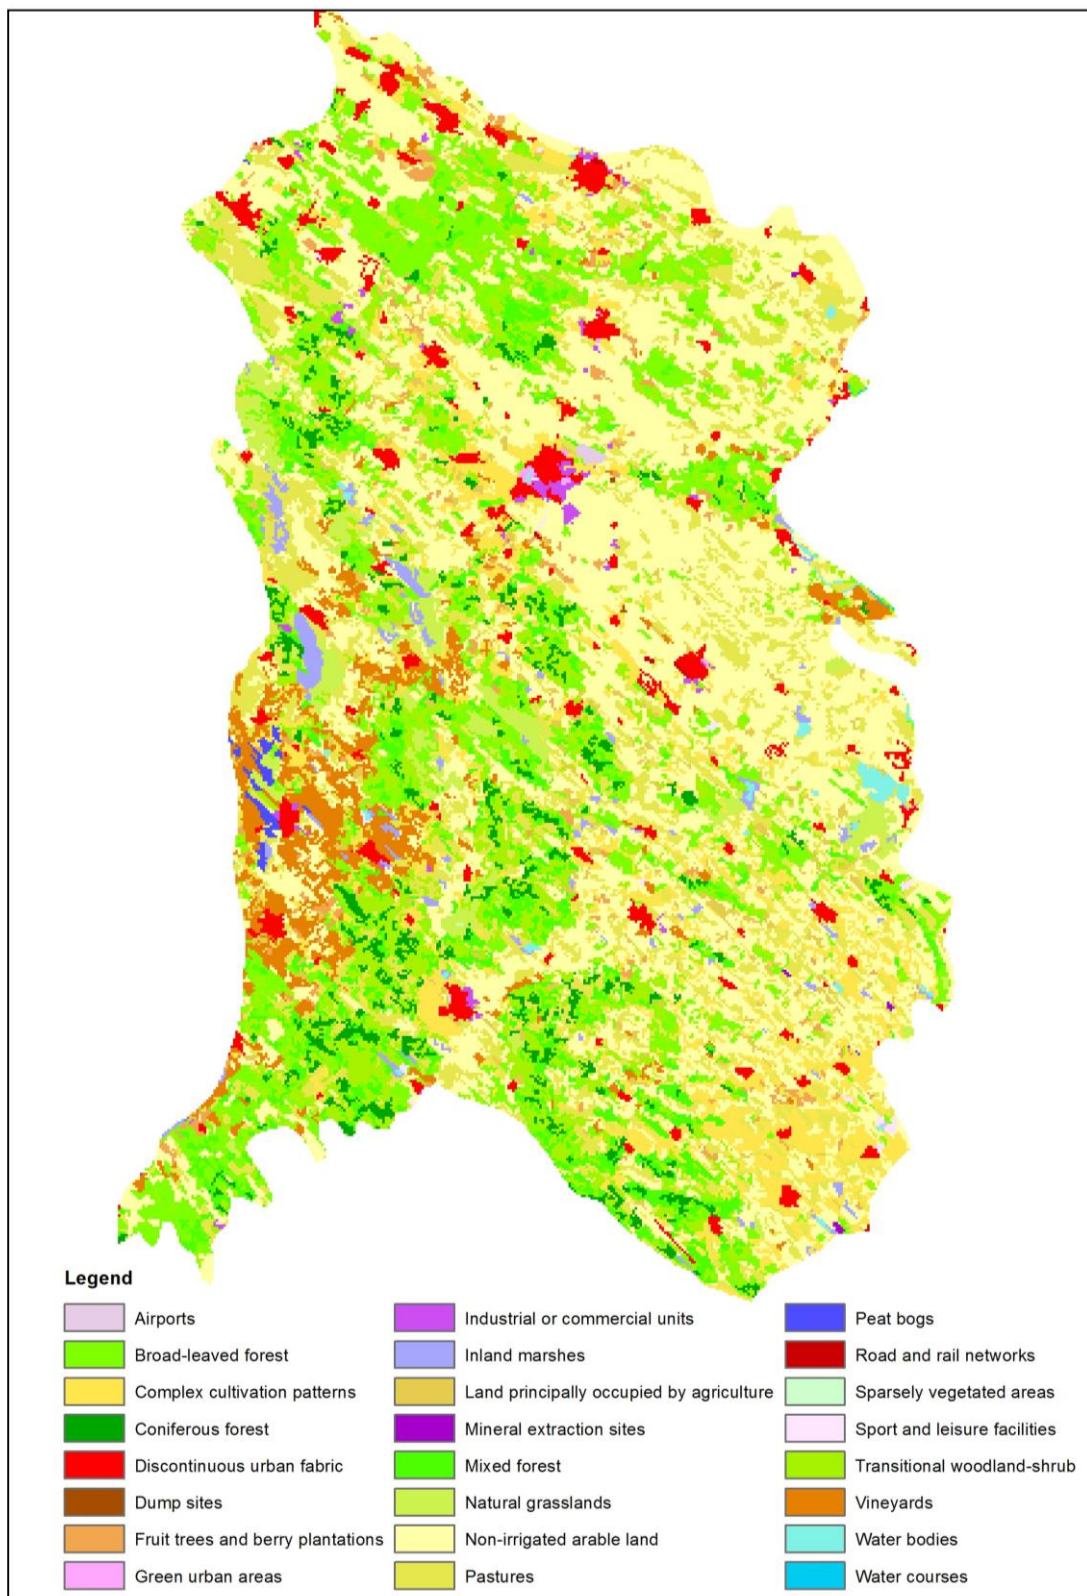 Legend
Airports
Broad-leaved forest
Complex cultivation patterns
Coniferous forest
Discontinuous urban fabric
Dump sites
Fruit trees and berry plantations
Green urban areas
Industrial or commercial units
Inland marshes
Land principally occupied by agriculture
Mineral extraction sites
Mixed forest
Natural grasslands
Non-irrigated arable land
Pastures
Peat bogs
Road and rail networks
Sparsely vegetated areas
Sport and leisure facilities
Transitional woodland-shrub
Vineyards
Water bodies
Water courses